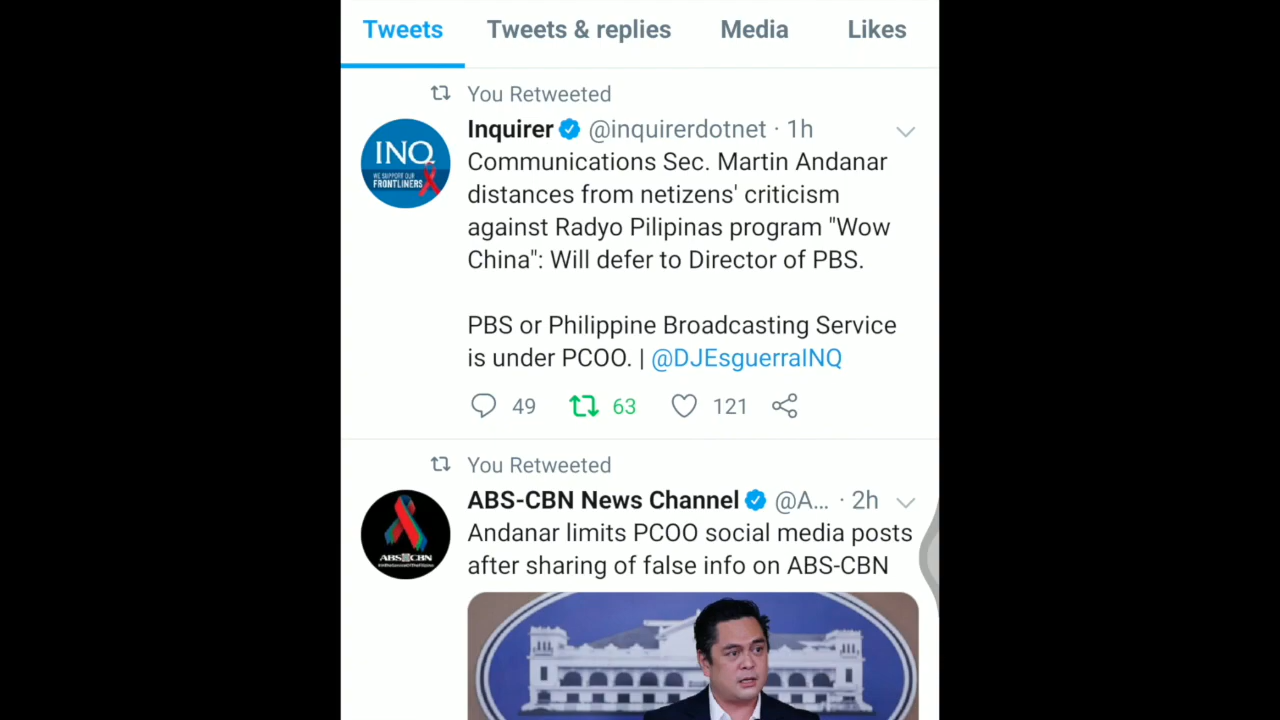 Tweets Tweets & replies Media Likes
You Retweeted
Inquirer @inquirerdotnet · 1h
INQ
WE SUPPORT OUR
FRONTLINERS
Communications Sec. Martin Andanar
distances from netizens' criticism
against Radyo Pilipinas program "Wow
China": Will defer to Director of PBS.
PBS or Philippine Broadcasting Service
is under PCOO. | @DJEsguerraINQ
49 63 121
You Retweeted
ABS-CBN News Channel @A... · 2h
ABS-CBN
Andanar limits PCOO social media posts
after sharing of false info on ABS-CBN